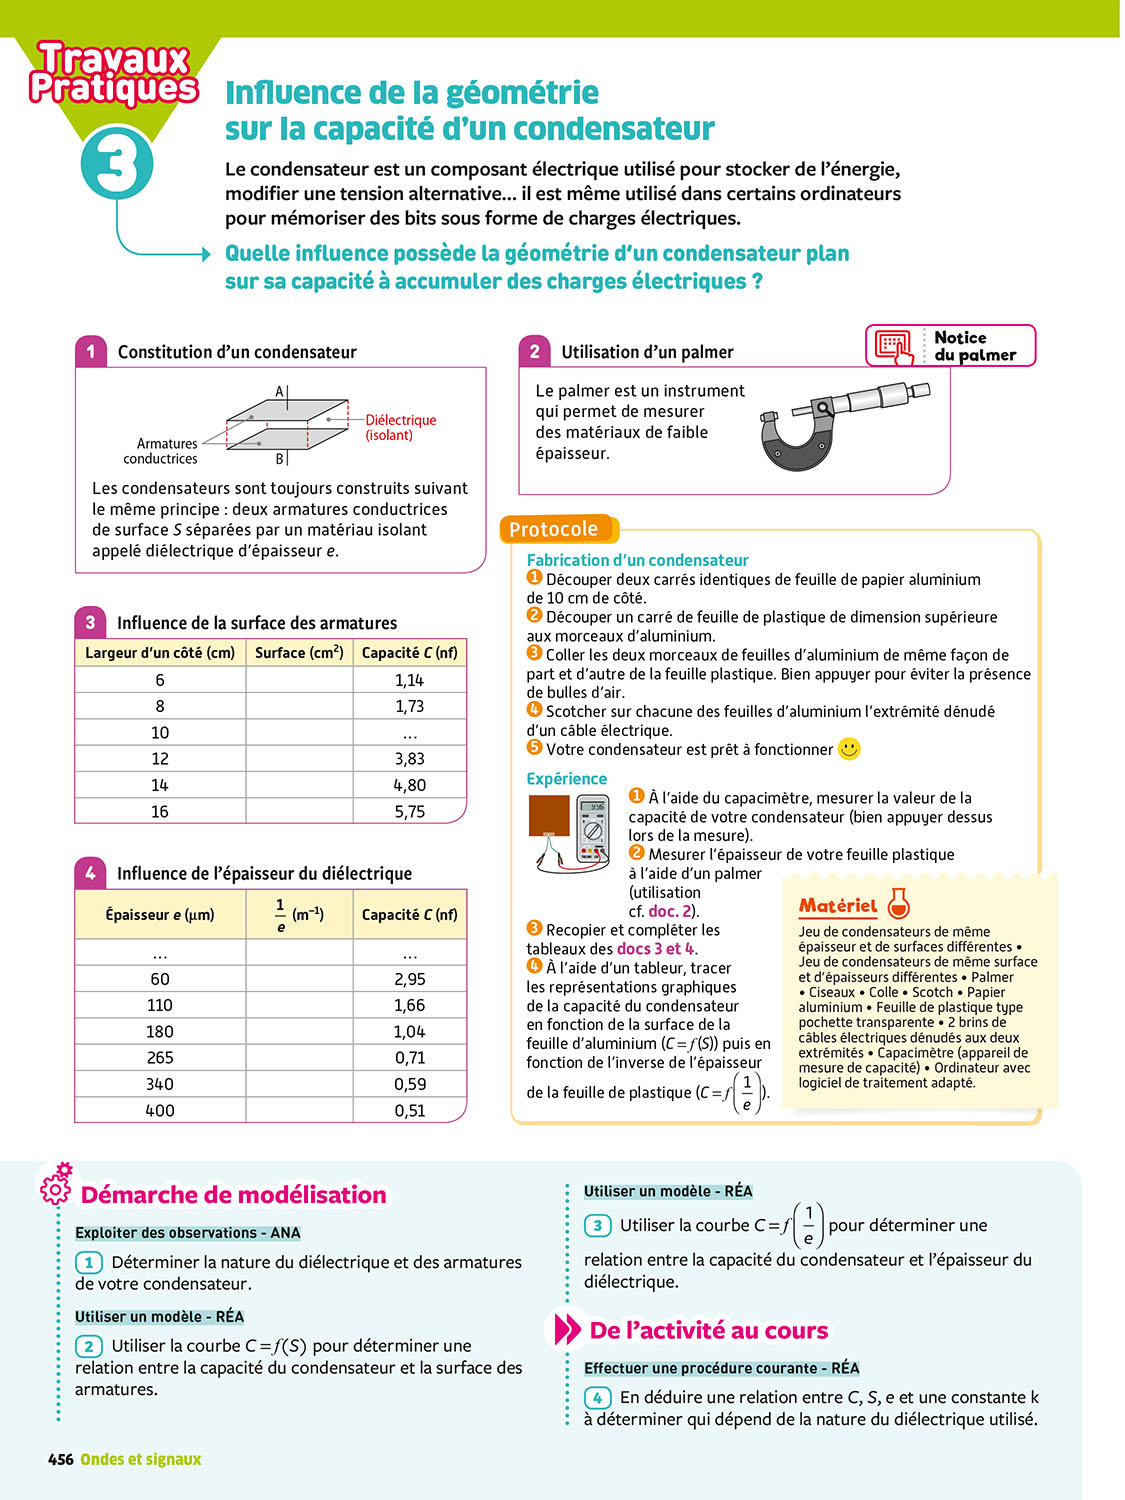 Travaux
Pratiques
3
Influence de la géométrie
sur la capacité d'un condensateur
Le condensateur est un composant électrique utilisé pour stocker de l'énergie,
modifier une tension alternative... il est même utilisé dans certains ordinateurs
pour mémoriser des bits sous forme de charges électriques.
Quelle influence possède la géométrie d'un condensateur plan
sur sa capacité à accumuler des charges électriques ?
1 Constitution d'un condensateur
A
Diélectrique
(isolant)
Armatures
conductrices
B
Les condensateurs sont toujours construits suivant
le même principe : deux armatures conductrices
de surface S séparées par un matériau isolant
appelé diélectrique d'épaisseur e.
2 Utilisation d'un palmer
Notice
du palmer
Le palmer est un instrument
qui permet de mesurer
des matériaux de faible
épaisseur.
3 Influence de la surface des armatures
Largeur d'un côté (cm) Surface (cm²) Capacité C (nf)
6 1,14
8 1,73
10 ...
12 3,83
14 4,80
16 5,75
4 Influence de l'épaisseur du diélectrique
Épaisseur e (µm) 1/e (m⁻¹) Capacité C (nf)
... ...
60 2,95
110 1,66
180 1,04
265 0,71
340 0,59
400 0,51
Protocole
Fabrication d'un condensateur
1 Découper deux carrés identiques de feuille de papier aluminium
de 10 cm de côté.
2 Découper un carré de feuille de plastique de dimension supérieure
aux morceaux d'aluminium.
3 Coller les deux morceaux de feuilles d'aluminium de même façon de
part et d'autre de la feuille plastique. Bien appuyer pour éviter la présence
de bulles d'air.
4 Scotcher sur chacune des feuilles d'aluminium l'extrémité dénudé
d'un câble électrique.
5 Votre condensateur est prêt à fonctionner
Expérience
1 À l'aide du capacimètre, mesurer la valeur de la
capacité de votre condensateur (bien appuyer dessus
lors de la mesure).
2 Mesurer l'épaisseur de votre feuille plastique
à l'aide d'un palmer
(utilisation
cf. doc. 2).
3 Recopier et compléter les
tableaux des docs 3 et 4.
4 À l'aide d'un tableur, tracer
les représentations graphiques
de la capacité du condensateur
en fonction de la surface de la
feuille d'aluminium (C = f(S)) puis en
fonction de l'inverse de l'épaisseur
de la feuille de plastique (C = f(1/e)).
Matériel
Jeu de condensateurs de même
épaisseur et de surfaces différentes •
Jeu de condensateurs de même surface
et d'épaisseurs différentes • Palmer
• Ciseaux • Colle • Scotch • Papier
aluminium • Feuille de plastique type
pochette transparente • 2 brins de
câbles électriques dénudés aux deux
extrémités • Capacimètre (appareil de
mesure de capacité) • Ordinateur avec
logiciel de traitement adapté.
Démarche de modélisation
Exploiter des observations - ANA
1 Déterminer la nature du diélectrique et des armatures
de votre condensateur.
Utiliser un modèle - RÉA
2 Utiliser la courbe C = f(S) pour déterminer une
relation entre la capacité du condensateur et la surface des
armatures.
Utiliser un modèle - RÉA
3 Utiliser la courbe C = f(1/e) pour déterminer une
relation entre la capacité du condensateur et l'épaisseur du
diélectrique.
De l'activité au cours
Effectuer une procédure courante - RÉA
4 En déduire une relation entre C, S, e et une constante k
à déterminer qui dépend de la nature du diélectrique utilisé.
456 Ondes et signaux